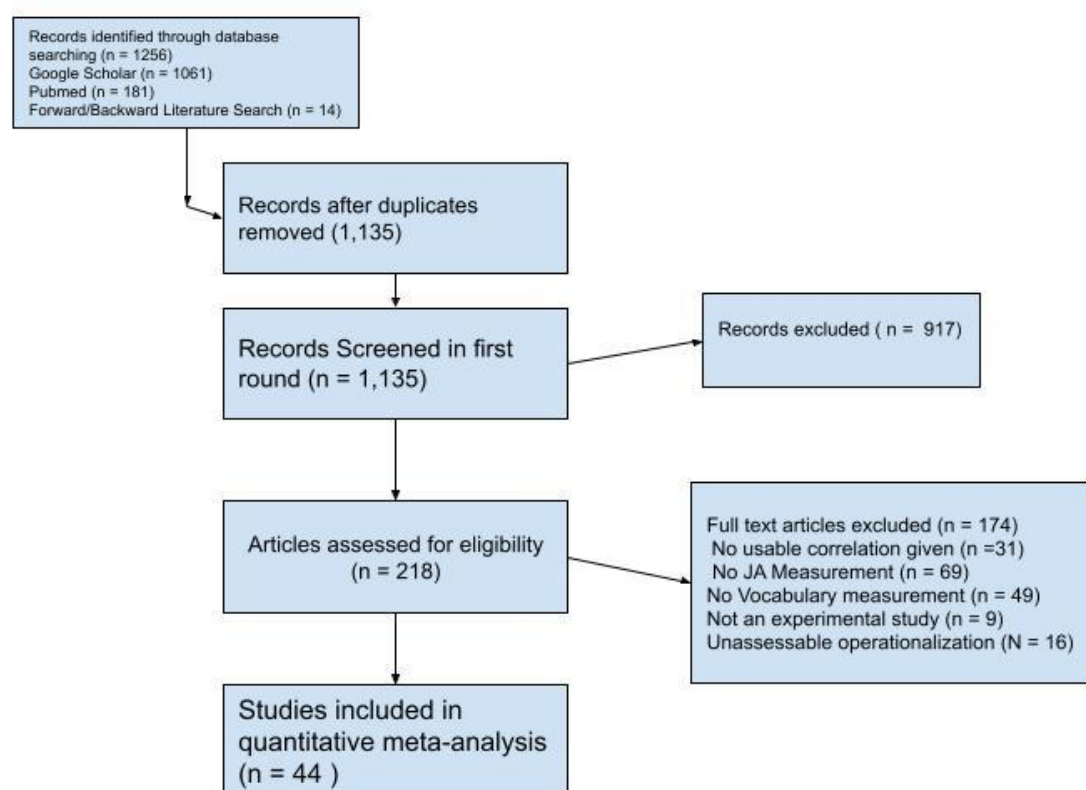 Records identified through database
searching (n = 1256)
Google Scholar (n = 1061)
Pubmed (n = 181)
Forward/Backward Literature Search (n = 14)
Records after duplicates
removed (1,135)
Records Screened in first
round (n = 1,135)
Records excluded ( n =  917)
Articles assessed for eligibility
(n = 218)
Full text articles excluded (n = 174)
No usable correlation given (n =31)
No JA Measurement (n = 69)
No Vocabulary measurement (n = 49)
Not an experimental study (n = 9)
Unassessable operationalization (N = 16)
Studies included in
quantitative meta-analysis
(n = 44 )